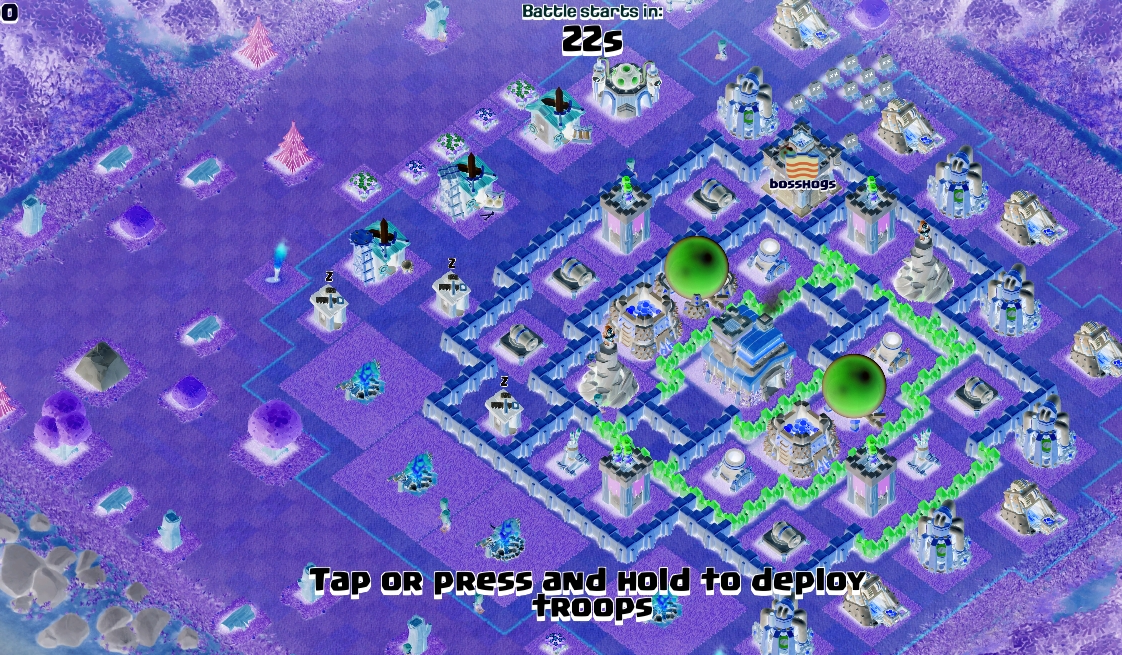 0
Battle starts in:
22s
bossHogs
z
z
z
Tap or press and hold to deploy
troops